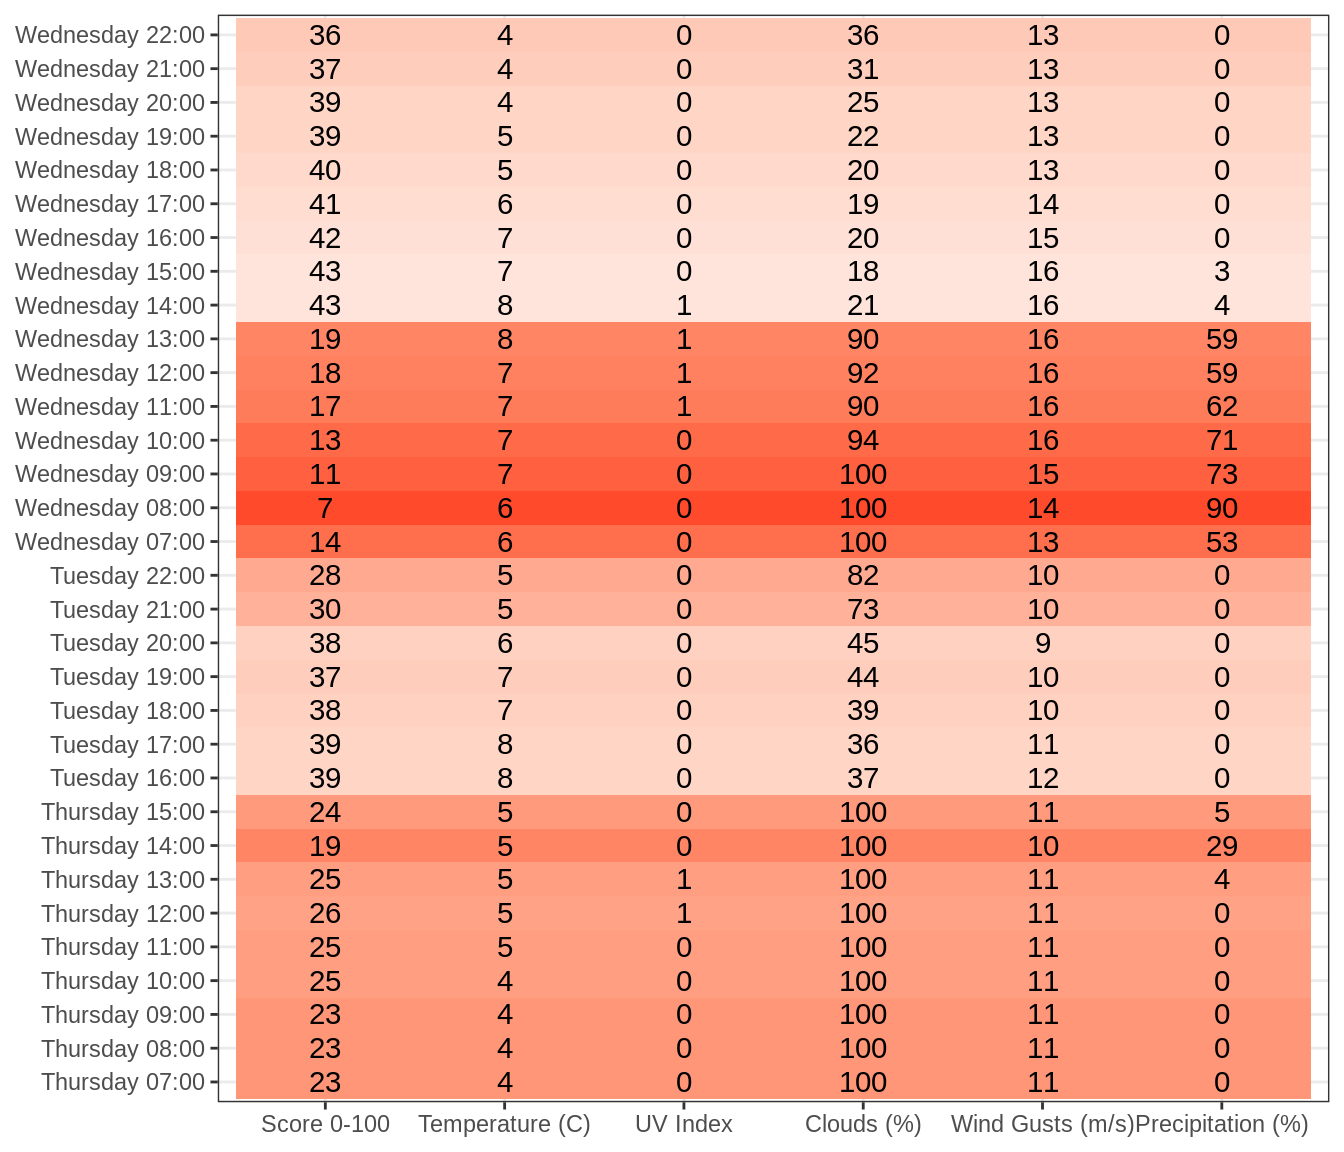 Wednesday 22:00 36 4 0 36 13 0
Wednesday 21:00 37 4 0 31 13 0
Wednesday 20:00 39 4 0 25 13 0
Wednesday 19:00 39 5 0 22 13 0
Wednesday 18:00 40 5 0 20 13 0
Wednesday 17:00 41 6 0 19 14 0
Wednesday 16:00 42 7 0 20 15 0
Wednesday 15:00 43 7 0 18 16 3
Wednesday 14:00 43 8 1 21 16 4
Wednesday 13:00 19 8 1 90 16 59
Wednesday 12:00 18 7 1 92 16 59
Wednesday 11:00 17 7 1 90 16 62
Wednesday 10:00 13 7 0 94 16 71
Wednesday 09:00 11 7 0 100 15 73
Wednesday 08:00 7 6 0 100 14 90
Wednesday 07:00 14 6 0 100 13 53
Tuesday 22:00 28 5 0 82 10 0
Tuesday 21:00 30 5 0 73 10 0
Tuesday 20:00 38 6 0 45 9 0
Tuesday 19:00 37 7 0 44 10 0
Tuesday 18:00 38 7 0 39 10 0
Tuesday 17:00 39 8 0 36 11 0
Tuesday 16:00 39 8 0 37 12 0
Thursday 15:00 24 5 0 100 11 5
Thursday 14:00 19 5 0 100 10 29
Thursday 13:00 25 5 1 100 11 4
Thursday 12:00 26 5 1 100 11 0
Thursday 11:00 25 5 0 100 11 0
Thursday 10:00 25 4 0 100 11 0
Thursday 09:00 23 4 0 100 11 0
Thursday 08:00 23 4 0 100 11 0
Thursday 07:00 23 4 0 100 11 0
Score 0-100 Temperature (C) UV Index Clouds (%) Wind Gusts (m/s) Precipitation (%)